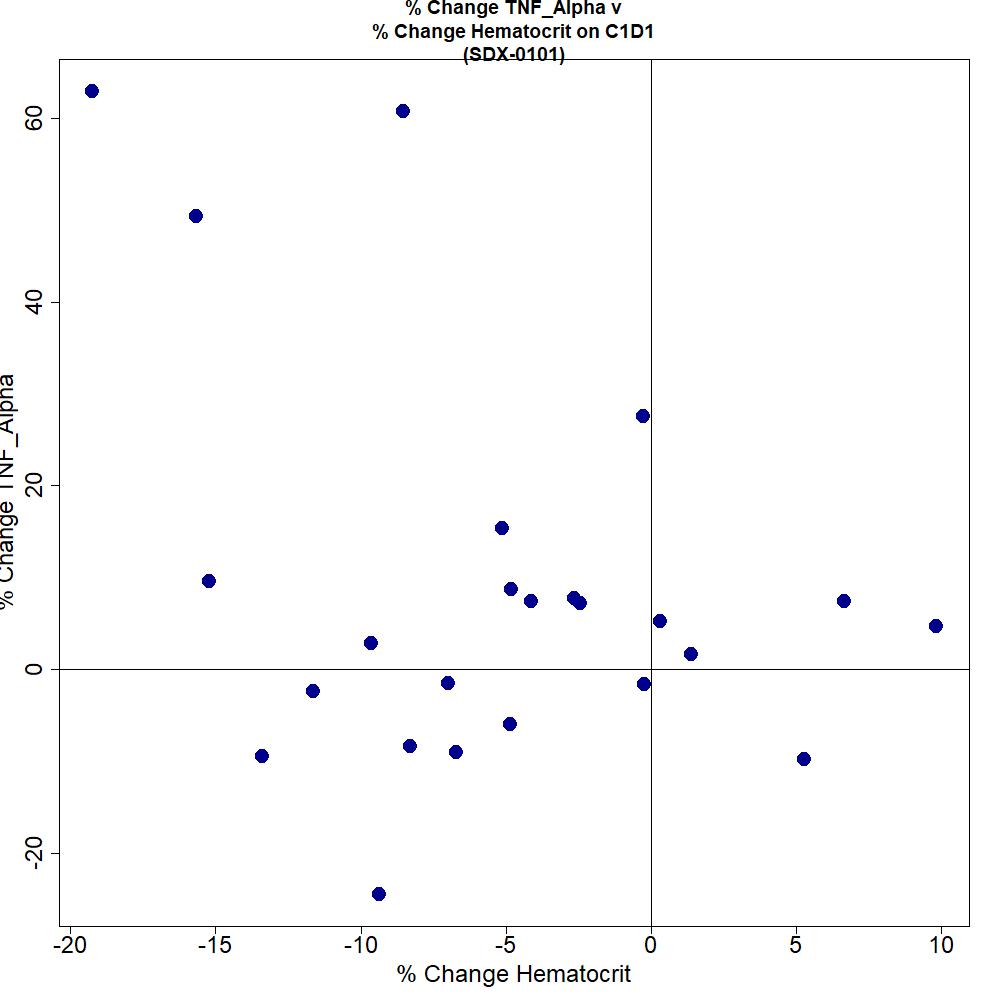 % Change TNF_Alpha v
% Change Hematocrit on C1D1
(SDX-0101)
% Change TNF_Alpha
60
40
20
0
-20
-20
-15
-10
-5
0
5
10
% Change Hematocrit